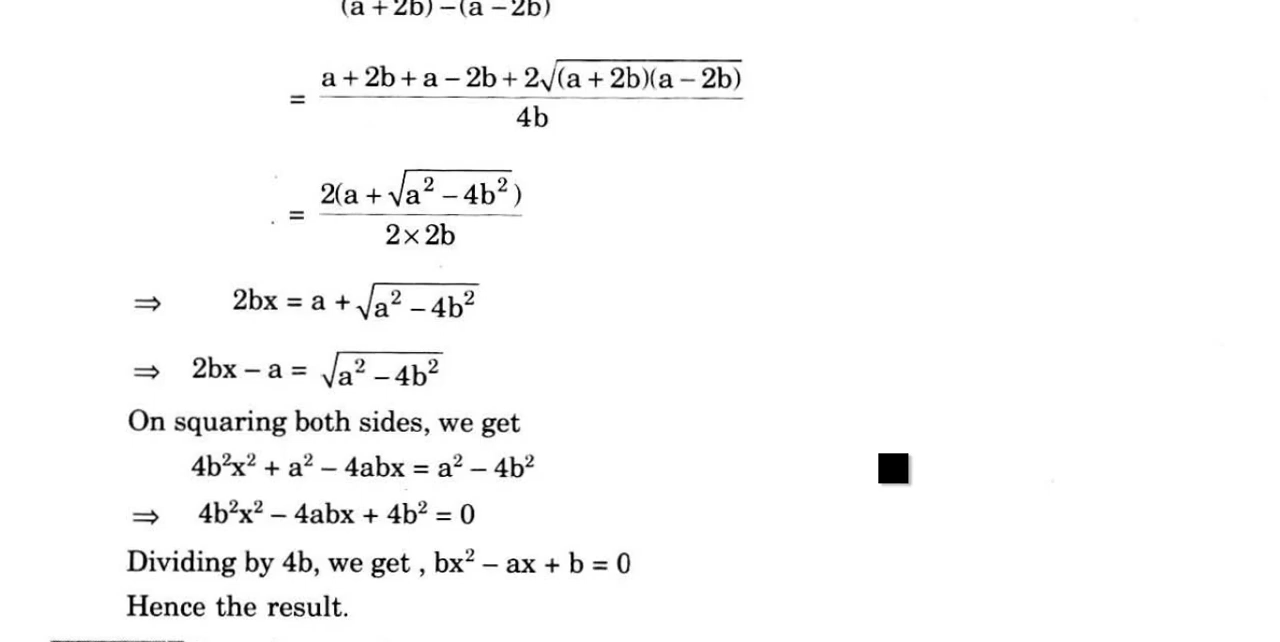 (a + 2b) – (a – 2b)
= a + 2b + a – 2b + 2√(a + 2b)(a – 2b)
4b
= 2(a + √a² – 4b²)
2 × 2b
⇒ 2bx = a + √a² – 4b²
⇒ 2bx – a = √a² – 4b²
On squaring both sides, we get
4b²x² + a² – 4abx = a² – 4b²
⇒ 4b²x² – 4abx + 4b² = 0
Dividing by 4b, we get , bx² – ax + b = 0
Hence the result.